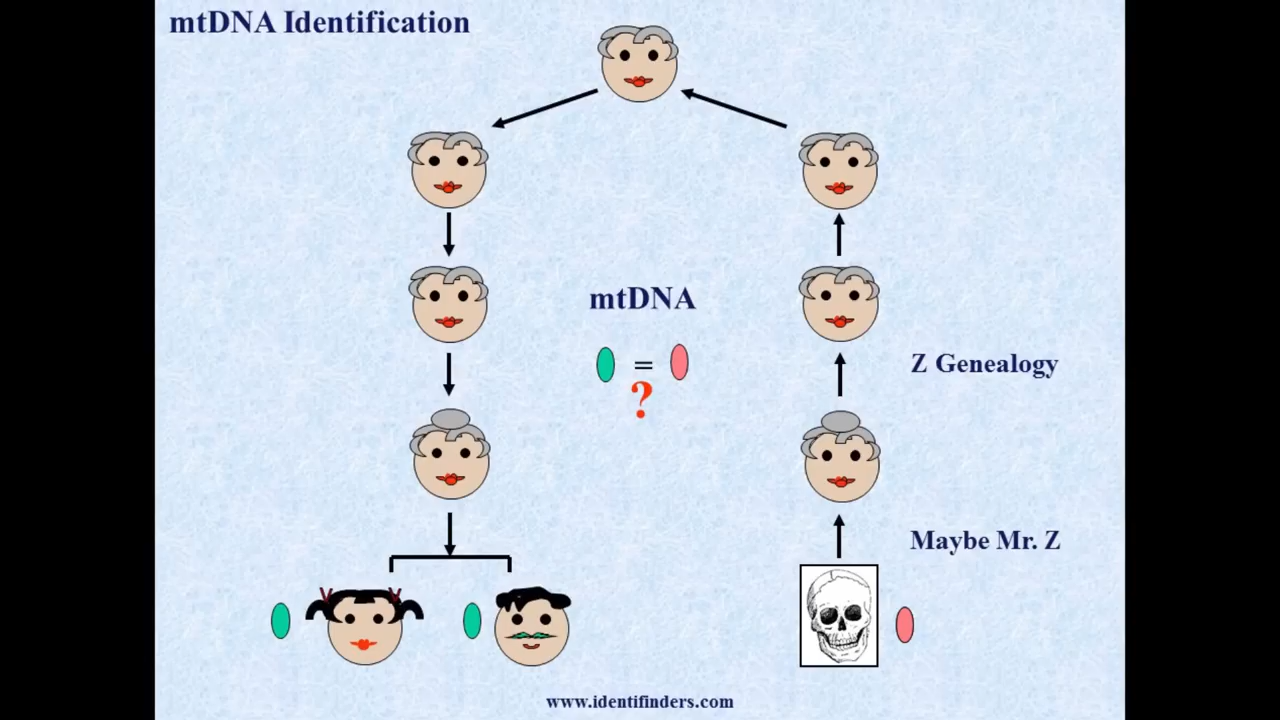 mtDNA Identification
mtDNA
=
?
Z Genealogy
Maybe Mr. Z
www.identifinders.com